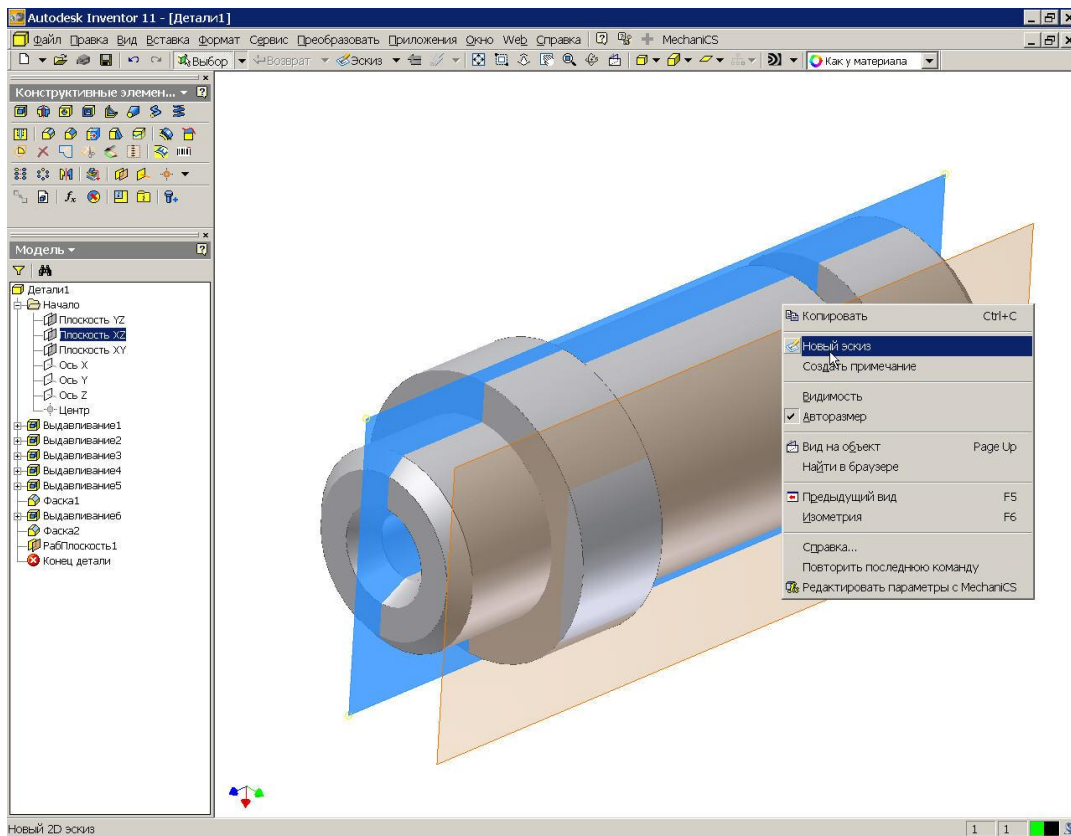 Autodesk Inventor 11 - [Детали1]
Файл Правка Вид Вставка Формат Сервис Преобразовать Приложения Окно Web Справка MechaniCS
Выбор Возврат Эскиз Как у материала
Конструктивные элемен...
Модель
Детали1
Начало
Плоскость YZ
Плоскость XZ
Плоскость XY
Ось X
Ось Y
Ось Z
Центр
Выдавливание1
Выдавливание2
Выдавливание3
Выдавливание4
Выдавливание5
Фаска1
Выдавливание6
Фаска2
РабПлоскость1
Конец детали
Копировать Ctrl+C
Новый эскиз
Создать примечание
Видимость
Авторазмер
Вид на объект Page Up
Найти в браузере
Предыдущий вид F5
Изометрия F6
Справка...
Повторить последнюю команду
Редактировать параметры с MechaniCS
Новый 2D эскиз 1 1